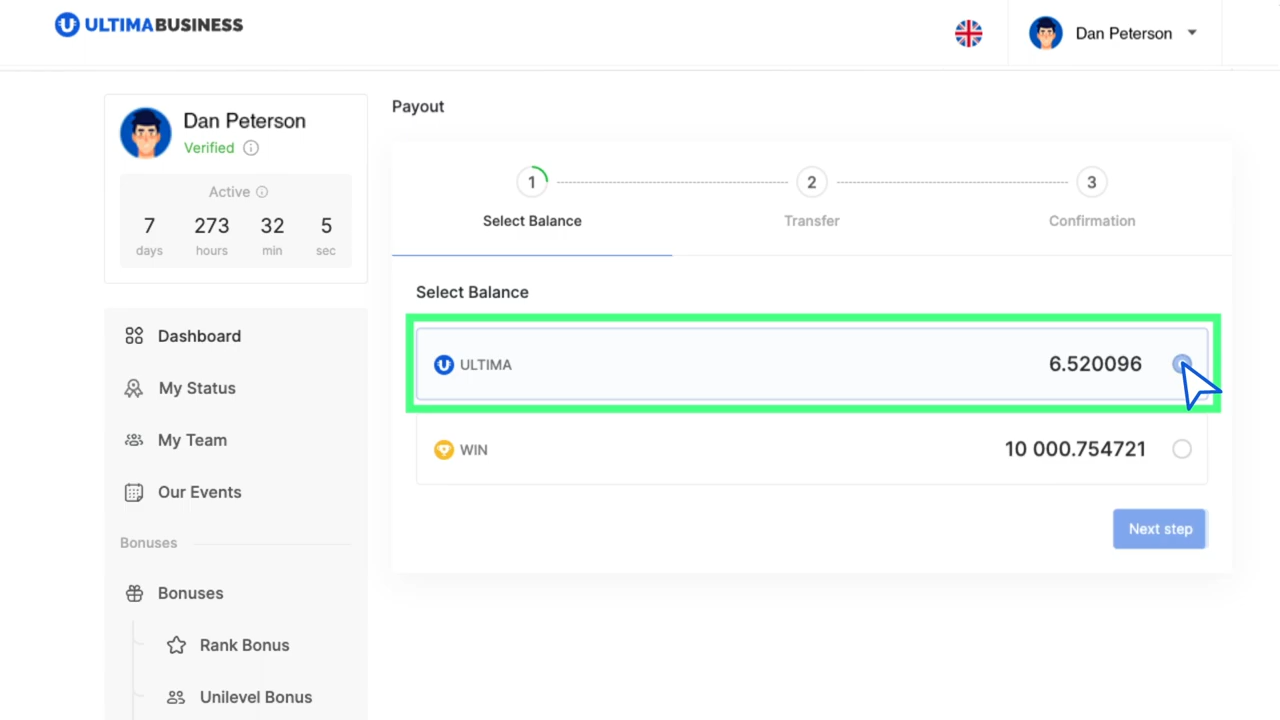 ULTIMABUSINESS
Dan Peterson
Dan Peterson
Verified
Active
7 273 32 5
days hours min sec
Dashboard
My Status
My Team
Our Events
Bonuses
Bonuses
Rank Bonus
Unilevel Bonus
Payout
1 2 3
Select Balance Transfer Confirmation
Select Balance
ULTIMA 6.520096
WIN 10 000.754721
Next step